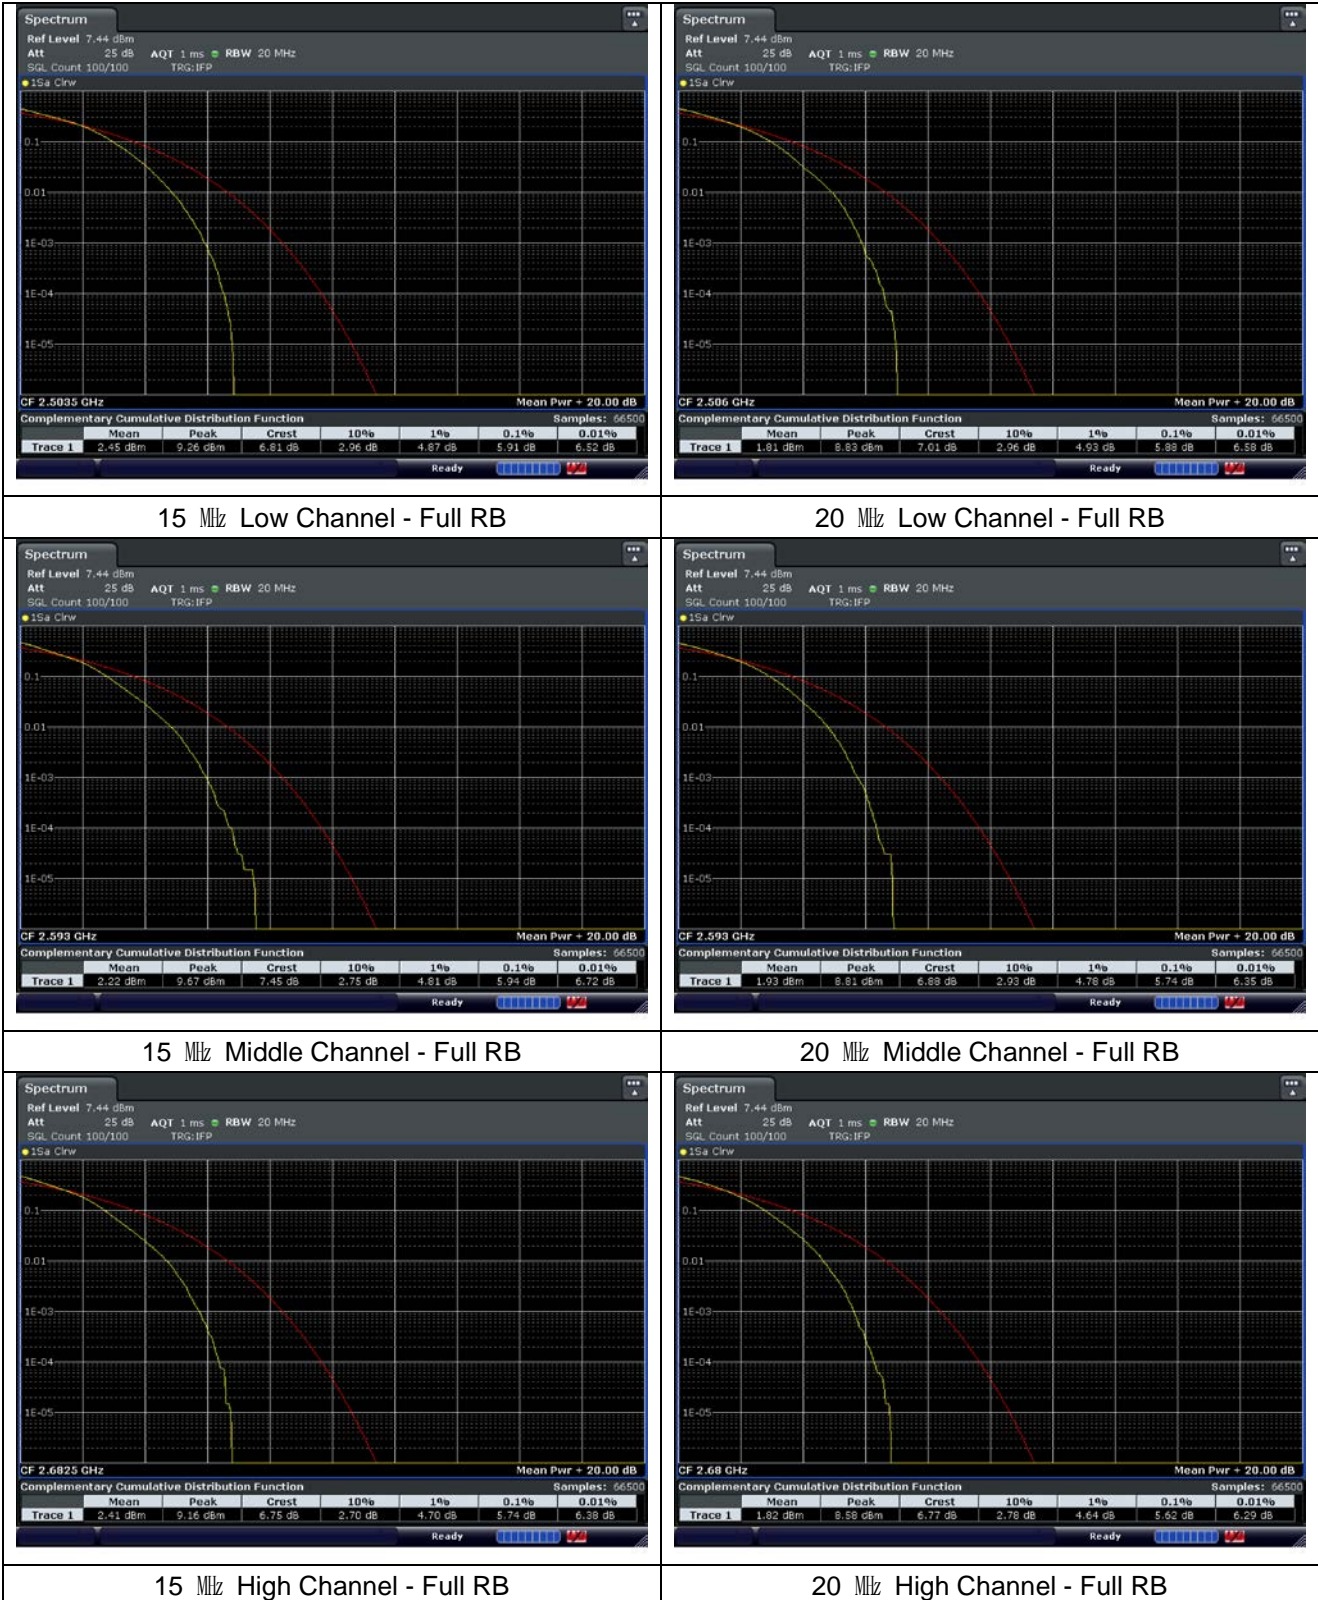 Spectrum
Ref Level 7.44 dBm
Att 25 dB AQT 1 ms RBW 20 MHz
SGL Count 100/100 TRG:IFP
1Sa Clrw
0.1
0.01
1E-03
1E-04
1E-05
CF 2.5035 GHz Mean Pwr + 20.00 dB
Complementary Cumulative Distribution Function Samples: 66500
Mean Peak Crest 10% 1% 0.1% 0.01%
Trace 1 2.45 dBm 9.26 dBm 6.81 dB 2.96 dB 4.87 dB 5.91 dB 6.52 dB
Ready
15 ㎒ Low Channel - Full RB
Spectrum
Ref Level 7.44 dBm
Att 25 dB AQT 1 ms RBW 20 MHz
SGL Count 100/100 TRG:IFP
1Sa Clrw
0.1
0.01
1E-03
1E-04
1E-05
CF 2.506 GHz Mean Pwr + 20.00 dB
Complementary Cumulative Distribution Function Samples: 66500
Mean Peak Crest 10% 1% 0.1% 0.01%
Trace 1 1.81 dBm 8.83 dBm 7.01 dB 2.96 dB 4.93 dB 5.88 dB 6.58 dB
Ready
20 ㎒ Low Channel - Full RB
Spectrum
Ref Level 7.44 dBm
Att 25 dB AQT 1 ms RBW 20 MHz
SGL Count 100/100 TRG:IFP
1Sa Clrw
0.1
0.01
1E-03
1E-04
1E-05
CF 2.593 GHz Mean Pwr + 20.00 dB
Complementary Cumulative Distribution Function Samples: 66500
Mean Peak Crest 10% 1% 0.1% 0.01%
Trace 1 2.22 dBm 9.67 dBm 7.45 dB 2.75 dB 4.81 dB 5.94 dB 6.72 dB
Ready
15 ㎒ Middle Channel - Full RB
Spectrum
Ref Level 7.44 dBm
Att 25 dB AQT 1 ms RBW 20 MHz
SGL Count 100/100 TRG:IFP
1Sa Clrw
0.1
0.01
1E-03
1E-04
1E-05
CF 2.593 GHz Mean Pwr + 20.00 dB
Complementary Cumulative Distribution Function Samples: 66500
Mean Peak Crest 10% 1% 0.1% 0.01%
Trace 1 1.93 dBm 8.81 dBm 6.88 dB 2.93 dB 4.78 dB 5.74 dB 6.35 dB
Ready
20 ㎒ Middle Channel - Full RB
Spectrum
Ref Level 7.44 dBm
Att 25 dB AQT 1 ms RBW 20 MHz
SGL Count 100/100 TRG:IFP
1Sa Clrw
0.1
0.01
1E-03
1E-04
1E-05
CF 2.6825 GHz Mean Pwr + 20.00 dB
Complementary Cumulative Distribution Function Samples: 66500
Mean Peak Crest 10% 1% 0.1% 0.01%
Trace 1 2.41 dBm 9.16 dBm 6.75 dB 2.70 dB 4.70 dB 5.74 dB 6.38 dB
Ready
15 ㎒ High Channel - Full RB
Spectrum
Ref Level 7.44 dBm
Att 25 dB AQT 1 ms RBW 20 MHz
SGL Count 100/100 TRG:IFP
1Sa Clrw
0.1
0.01
1E-03
1E-04
1E-05
CF 2.68 GHz Mean Pwr + 20.00 dB
Complementary Cumulative Distribution Function Samples: 66500
Mean Peak Crest 10% 1% 0.1% 0.01%
Trace 1 1.82 dBm 8.58 dBm 6.77 dB 2.78 dB 4.64 dB 5.62 dB 6.29 dB
Ready
20 ㎒ High Channel - Full RB